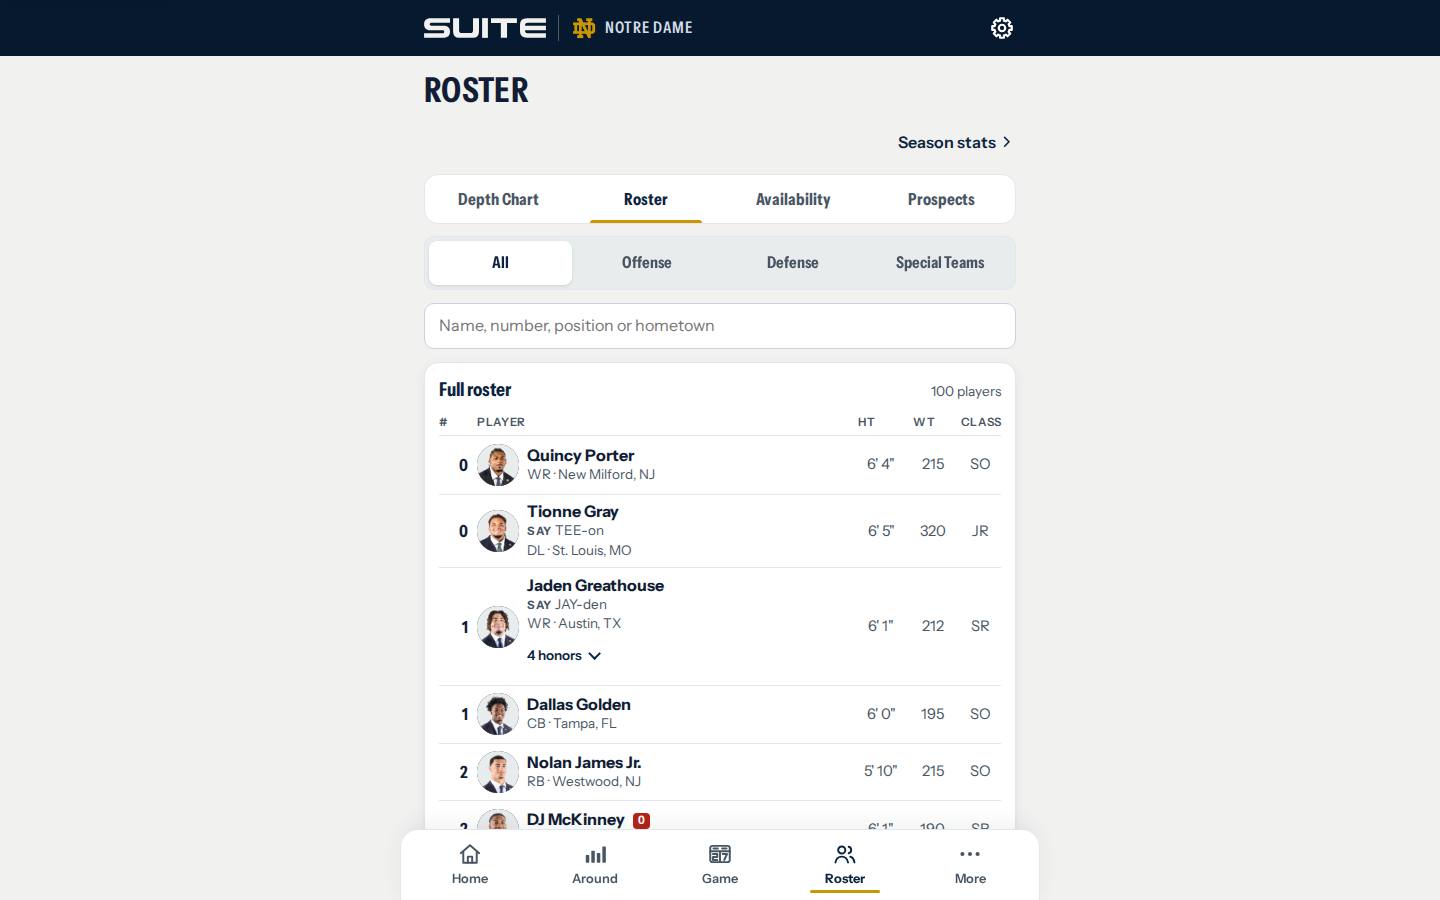 SUITE NOTRE DAME
ROSTER
Season stats
Depth Chart Roster Availability Prospects
All Offense Defense Special Teams
Name, number, position or hometown
Full roster 100 players
# PLAYER HT WT CLASS
0 Quincy Porter 6' 4" 215 SO
WR · New Milford, NJ
Tionne Gray
0 SAY TEE-on 6' 5" 320 JR
DL · St. Louis, MO
Jaden Greathouse
SAY JAY-den
1 WR · Austin, TX 6' 1" 212 SR
4 honors
1 Dallas Golden 6' 0" 195 SO
CB · Tampa, FL
2 Nolan James Jr. 5' 10" 215 SO
RB · Westwood, NJ
2 DJ McKinney 0 6' 1" 190 SR
Home Around Game Roster More